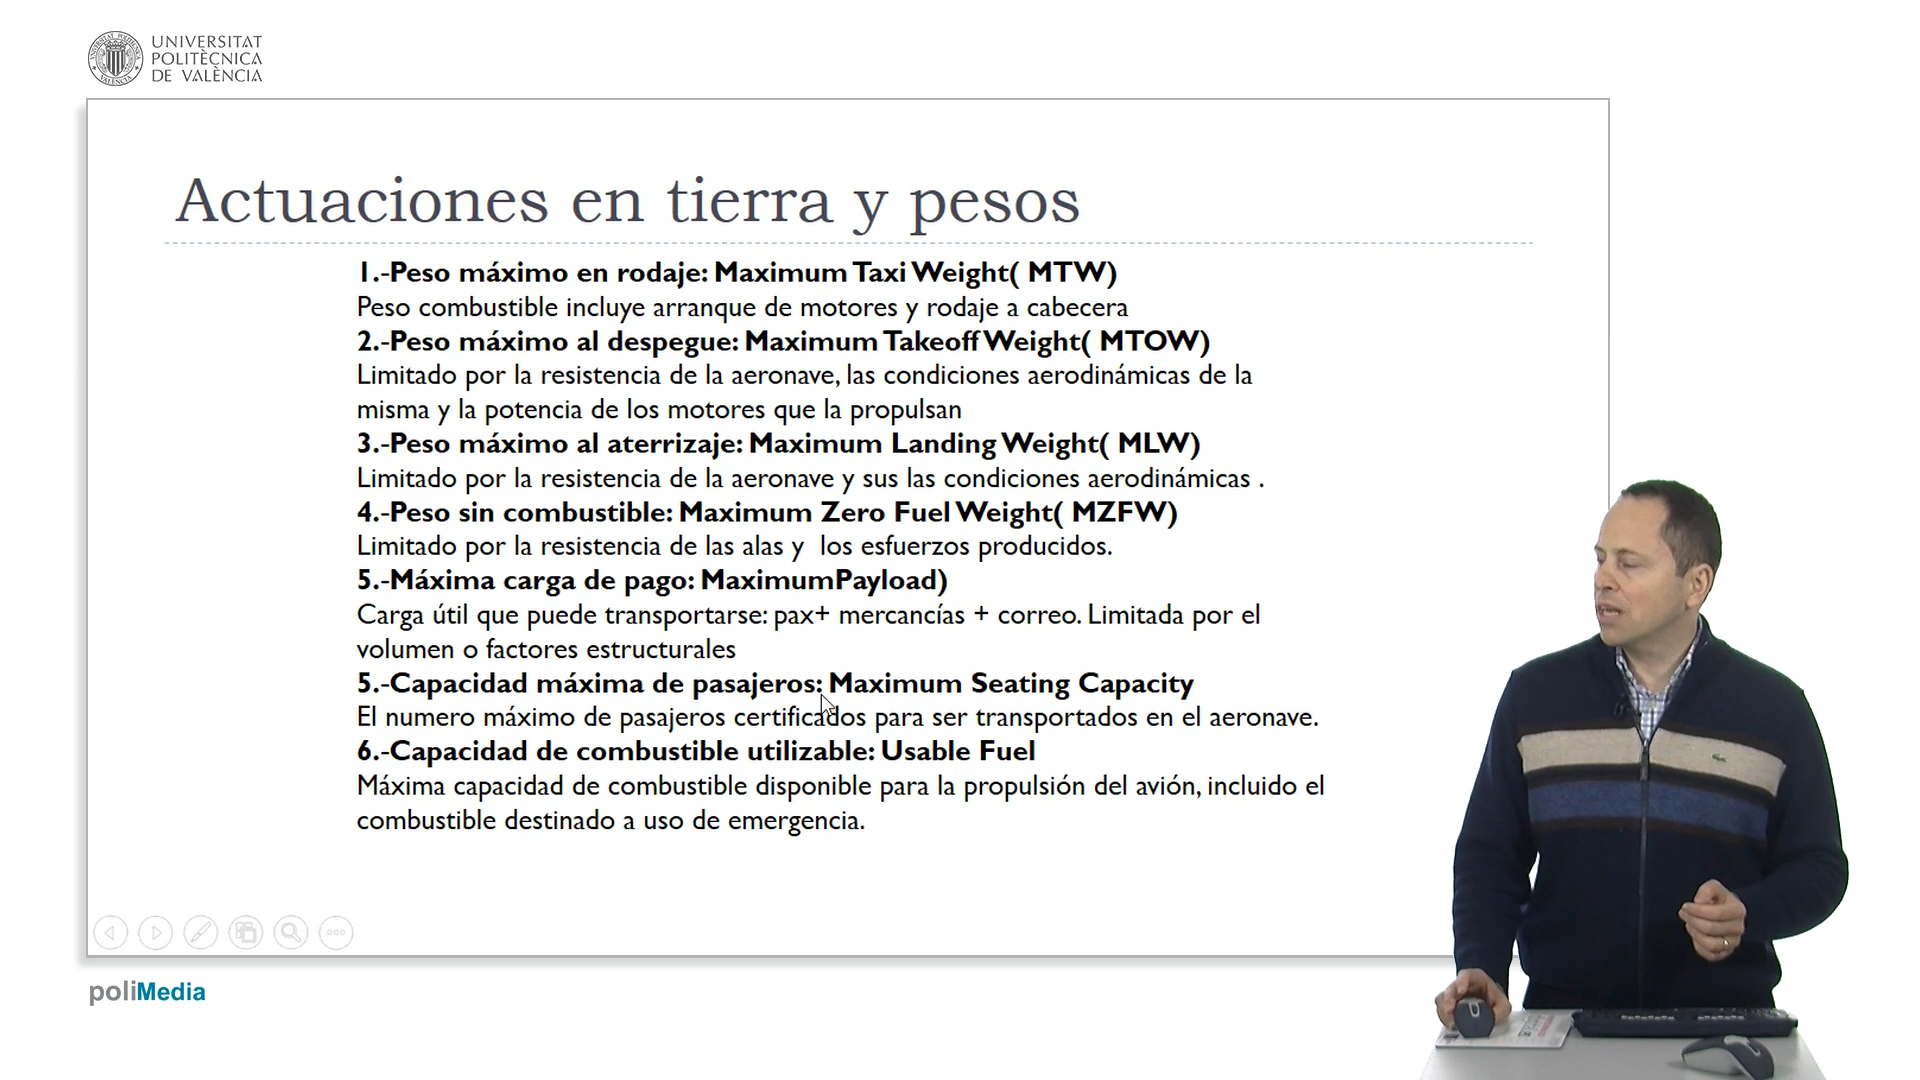 UNIVERSITAT
POLITÈCNICA
DE VALÈNCIA
Actuaciones en tierra y pesos
1.-Peso máximo en rodaje: Maximum Taxi Weight( MTW)
Peso combustible incluye arranque de motores y rodaje a cabecera
2.-Peso máximo al despegue: Maximum Takeoff Weight( MTOW)
Limitado por la resistencia de la aeronave, las condiciones aerodinámicas de la
misma y la potencia de los motores que la propulsan
3.-Peso máximo al aterrizaje: Maximum Landing Weight( MLW)
Limitado por la resistencia de la aeronave y sus las condiciones aerodinámicas .
4.-Peso sin combustible: Maximum Zero Fuel Weight( MZFW)
Limitado por la resistencia de las alas y  los esfuerzos producidos.
5.-Máxima carga de pago: MaximumPayload)
Carga útil que puede transportarse: pax+ mercancías + correo. Limitada por el
volumen o factores estructurales
5.-Capacidad máxima de pasajeros: Maximum Seating Capacity
El numero máximo de pasajeros certificados para ser transportados en el aeronave.
6.-Capacidad de combustible utilizable: Usable Fuel
Máxima capacidad de combustible disponible para la propulsión del avión, incluido el
combustible destinado a uso de emergencia.
poliMedia